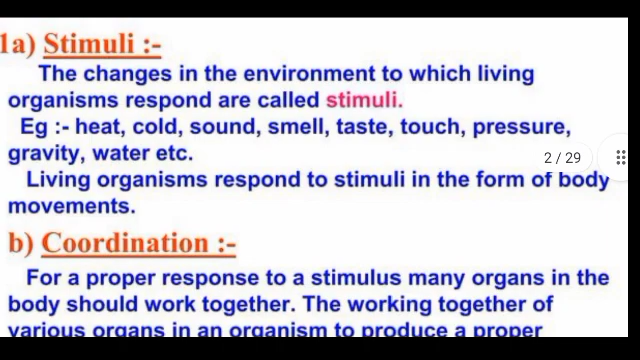 1a) Stimuli :-
The changes in the environment to which living
organisms respond are called stimuli.
Eg :- heat, cold, sound, smell, taste, touch, pressure,
gravity, water etc.
2 / 29
Living organisms respond to stimuli in the form of body
movements.
b) Coordination :-
For a proper response to a stimulus many organs in the
body should work together. The working together of
various organs in an organism to produce a proper